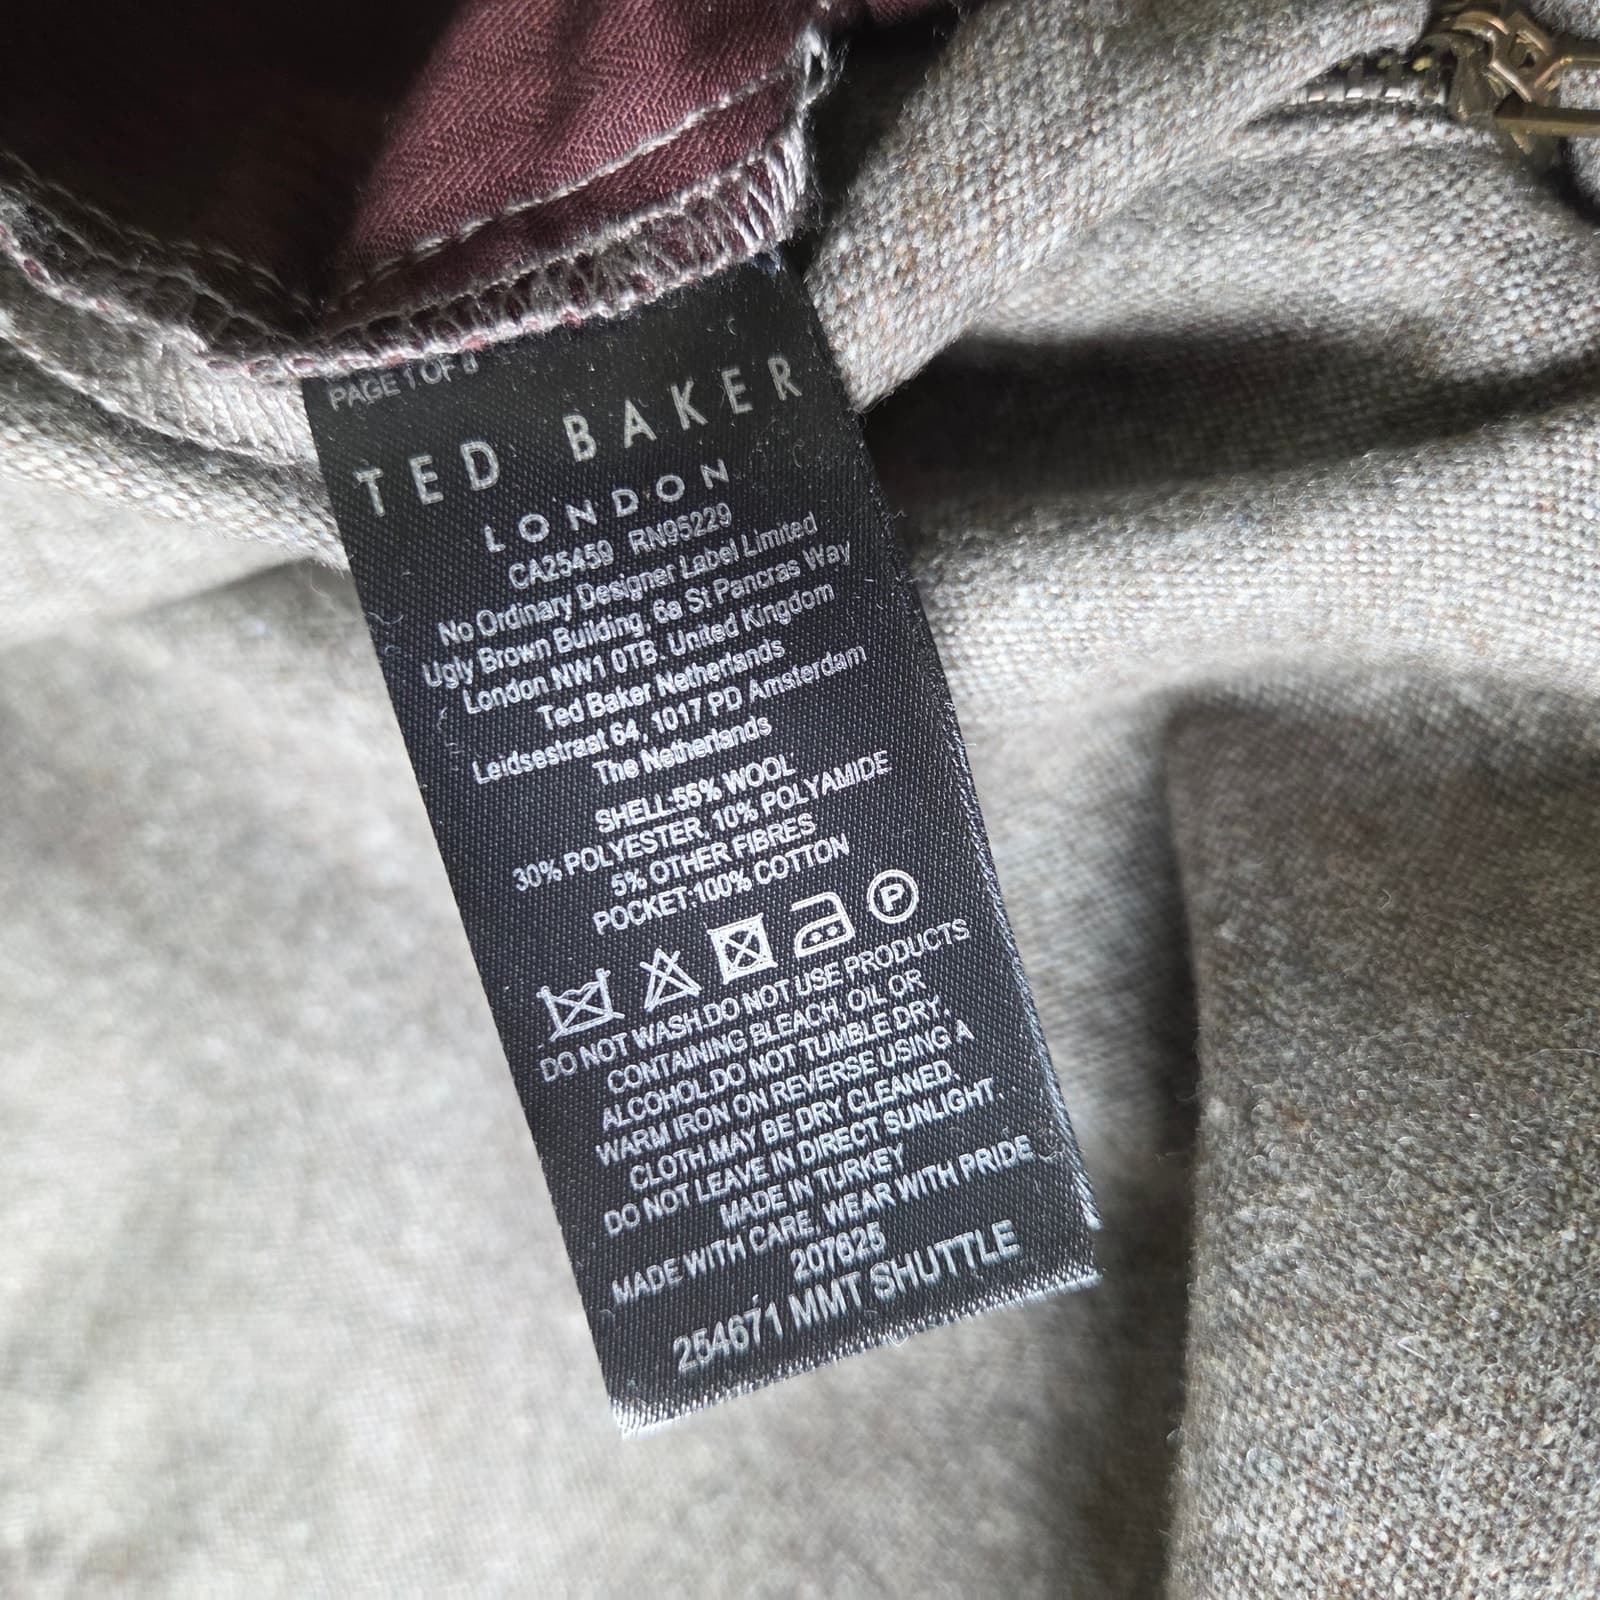 PAGE 1 OF 8
TED BAKER
LONDON
CA25459 RN95229
No Ordinary Designer Label Limited
Ugly Brown Building, 6a St Pancras Way
London NW1 0TB. United Kingdom
Ted Baker Netherlands
Leidsestraat 64, 1017 PD Amsterdam
The Netherlands
SHELL:55% WOOL
30% POLYESTER, 10% POLYAMIDE
5% OTHER FIBRES
POCKET:100% COTTON
P
DO NOT WASH.DO NOT USE PRODUCTS
CONTAINING BLEACH, OIL OR
ALCOHOL.DO NOT TUMBLE DRY.
WARM IRON ON REVERSE USING A
CLOTH.MAY BE DRY CLEANED.
DO NOT LEAVE IN DIRECT SUNLIGHT.
MADE IN TURKEY
MADE WITH CARE, WEAR WITH PRIDE
207625
254671 MMT SHUTTLE